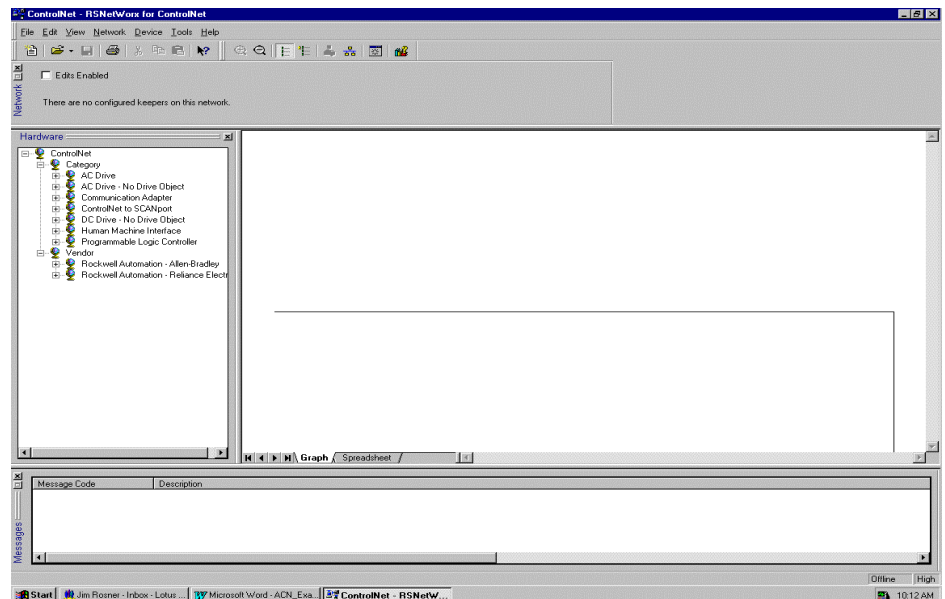 ControlNet - RSNetWorx for ControlNet
File Edit View Network Device Tools Help
Edits Enabled
There are no configured keepers on this network.
Network
Hardware
ControlNet
Category
AC Drive
AC Drive - No Drive Object
Communication Adapter
ControlNet to SCANport
DC Drive - No Drive Object
Human Machine Interface
Programmable Logic Controller
Vendor
Rockwell Automation - Allen-Bradley
Rockwell Automation - Reliance Electr
Graph Spreadsheet
Message Code Description
Messages
Offline High
Start Jim Rosner - Inbox - Lotus ... Microsoft Word - ACN_Exa... ControlNet - RSNetW... 10:12 AM